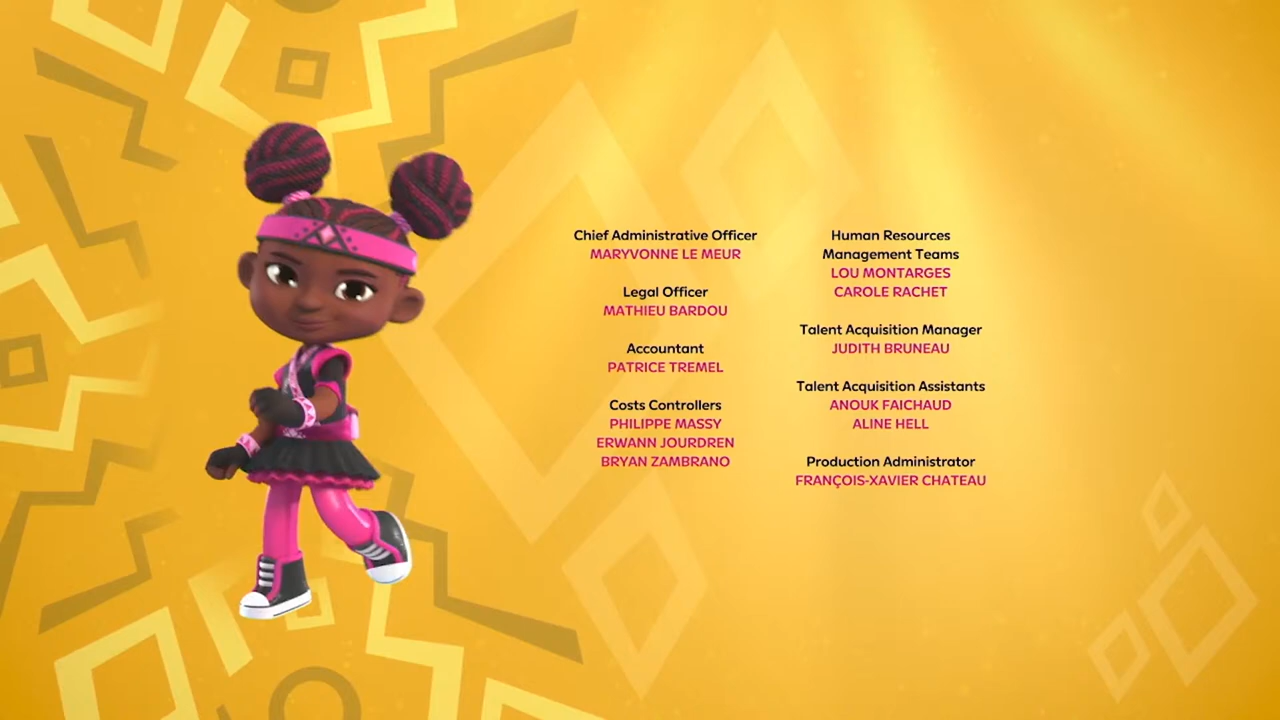 Chief Administrative Officer
MARYVONNE LE MEUR
Legal Officer
MATHIEU BARDOU
Accountant
PATRICE TREMEL
Costs Controllers
PHILIPPE MASSY
ERWANN JOURDREN
BRYAN ZAMBRANO
Human Resources
Management Teams
LOU MONTARGES
CAROLE RACHET
Talent Acquisition Manager
JUDITH BRUNEAU
Talent Acquisition Assistants
ANOUK FAICHAUD
ALINE HELL
Production Administrator
FRANÇOIS-XAVIER CHATEAU